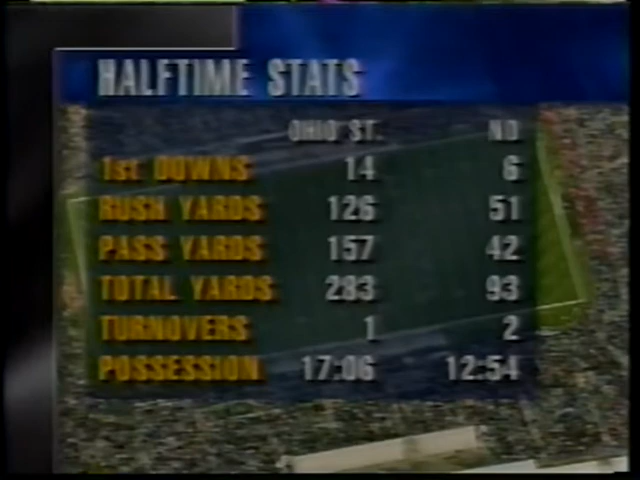 HALFTIME STATS
OHIO ST. ND
1st DOWNS 14 6
RUSH YARDS 126 51
PASS YARDS 157 42
TOTAL YARDS 283 93
TURNOVERS 1 2
POSSESSION 17:06 12:54